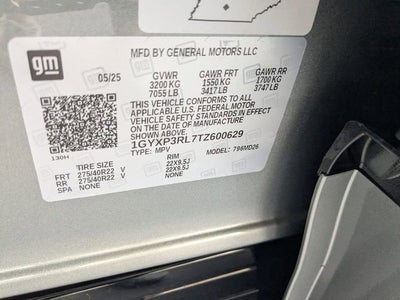 gm
MFD BY GENERAL MOTORS LLC
05/25 GVWR GAWR FRT GAWR RR
3200 KG 1550 KG 1700 KG
7055 LB 3417 LB 3747 LB
THIS VEHICLE CONFORMS TO ALL
APPLICABLE U.S. FEDERAL MOTOR
VEHICLE SAFETY STANDARDS IN EFFECT
ON THE DATE OF MANUFACTURE
SHOWN ABOVE.
1GYXP3RL7TZ600629
130H TYPE: MPV MODEL: 796MD26
TIRE SIZE RIM
FRT 275/40R22 V 22X9.5J
RR 275/40R22 V 22X9.5J
SPA NONE NONE